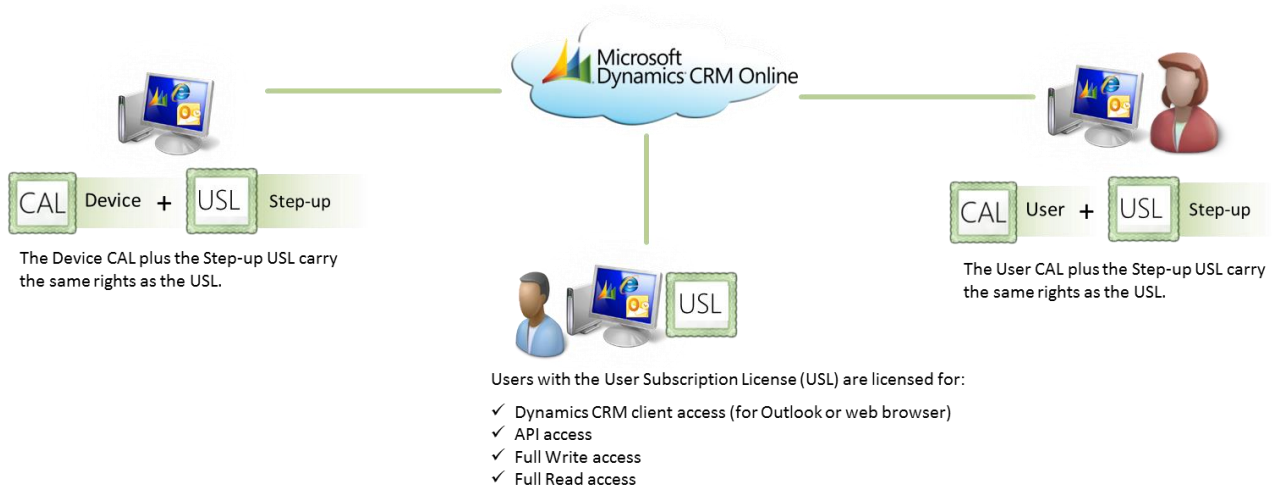 Microsoft
Dynamics CRM Online
CAL Device + USL Step-up
The Device CAL plus the Step-up USL carry
the same rights as the USL.
CAL User + USL Step-up
The User CAL plus the Step-up USL carry
the same rights as the USL.
USL
Users with the User Subscription License (USL) are licensed for:
✓ Dynamics CRM client access (for Outlook or web browser)
✓ API access
✓ Full Write access
✓ Full Read access